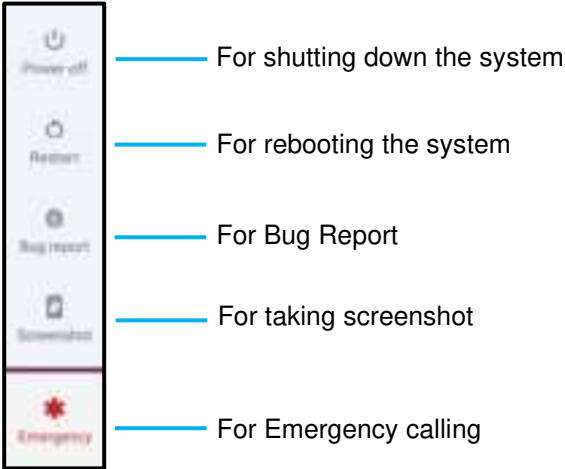 Power off
For shutting down the system
Restart
For rebooting the system
Bug report
For Bug Report
Screenshot
For taking screenshot
Emergency
For Emergency calling